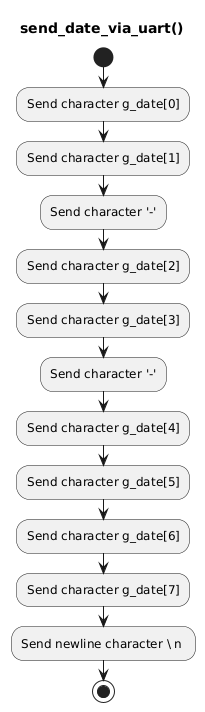 send_date_via_uart()
Send character g_date[0]
Send character g_date[1]
Send character '-'
Send character g_date[2]
Send character g_date[3]
Send character '-'
Send character g_date[4]
Send character g_date[5]
Send character g_date[6]
Send character g_date[7]
Send newline character \ n